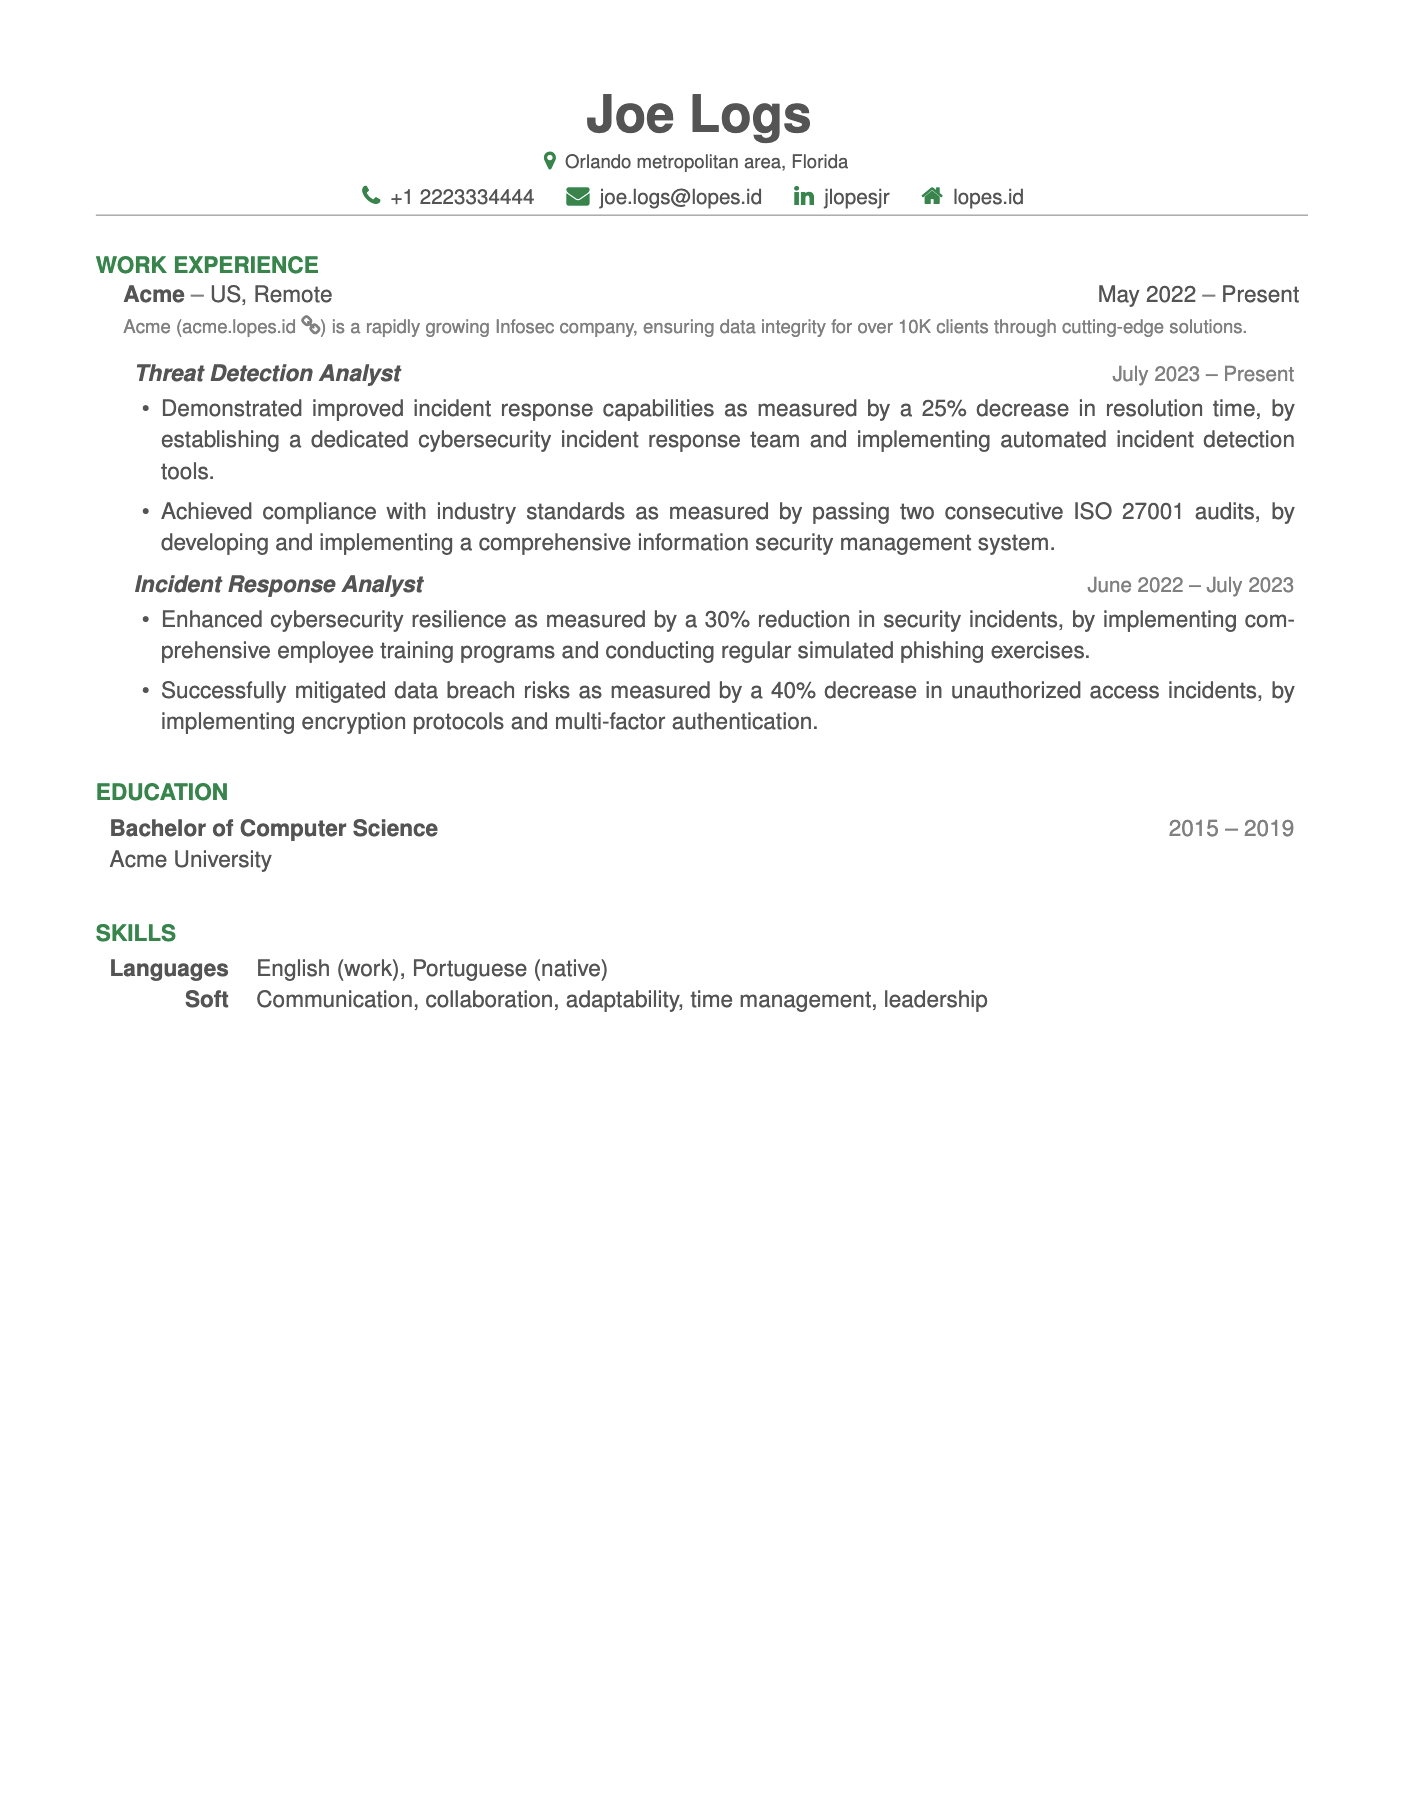 Joe Logs
Orlando metropolitan area, Florida
+1 2223334444 joe.logs@lopes.id jlopesjr lopes.id
WORK EXPERIENCE
Acme – US, Remote May 2022 – Present
Acme (acme.lopes.id) is a rapidly growing Infosec company, ensuring data integrity for over 10K clients through cutting-edge solutions.
Threat Detection Analyst July 2023 – Present
• Demonstrated improved incident response capabilities as measured by a 25% decrease in resolution time, by
establishing a dedicated cybersecurity incident response team and implementing automated incident detection
tools.
• Achieved compliance with industry standards as measured by passing two consecutive ISO 27001 audits, by
developing and implementing a comprehensive information security management system.
Incident Response Analyst June 2022 – July 2023
• Enhanced cybersecurity resilience as measured by a 30% reduction in security incidents, by implementing com-
prehensive employee training programs and conducting regular simulated phishing exercises.
• Successfully mitigated data breach risks as measured by a 40% decrease in unauthorized access incidents, by
implementing encryption protocols and multi-factor authentication.
EDUCATION
Bachelor of Computer Science 2015 – 2019
Acme University
SKILLS
Languages English (work), Portuguese (native)
Soft Communication, collaboration, adaptability, time management, leadership